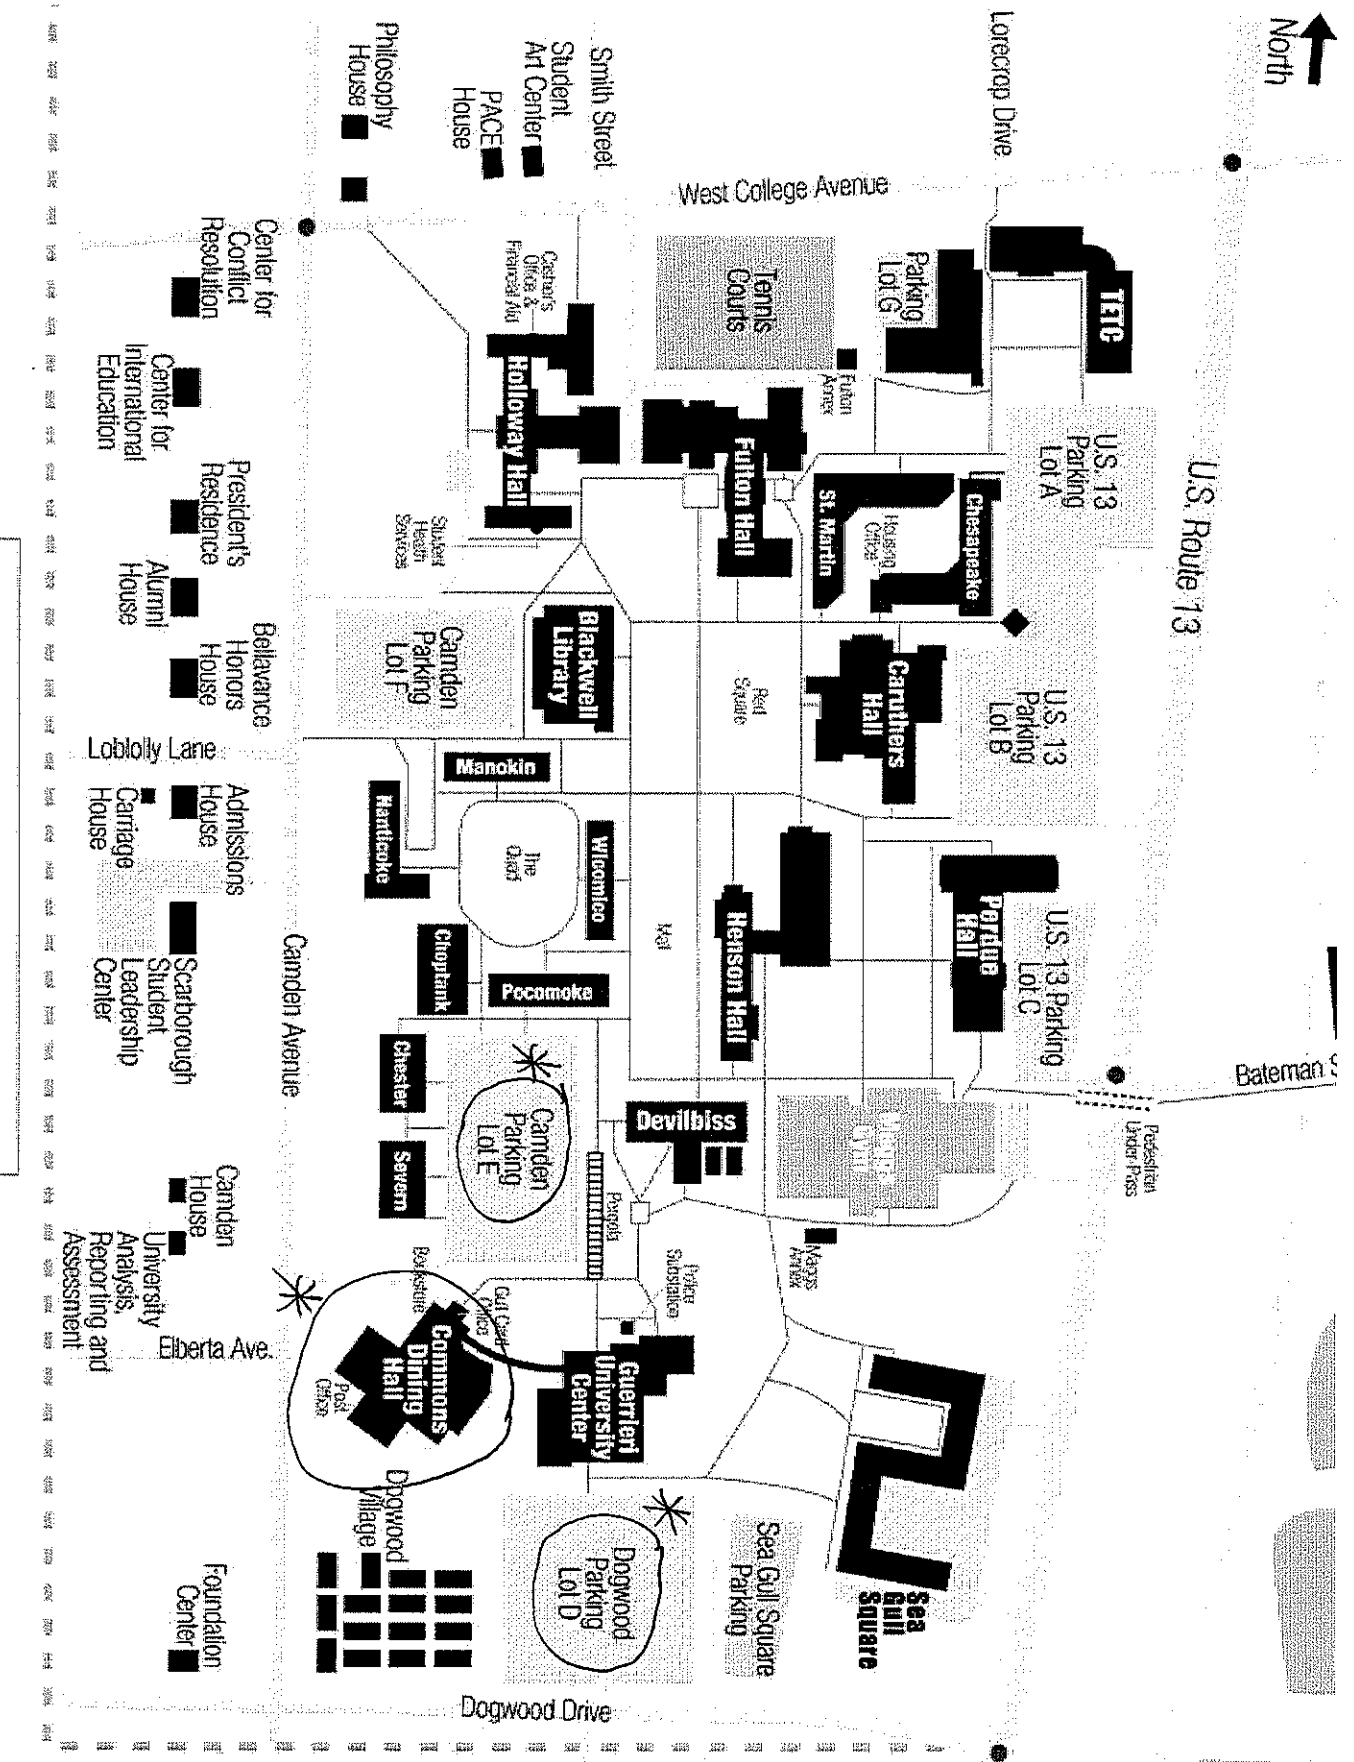 North
Lorecrop Drive
U.S. Route 13
Bateman
Pedestrian
Under-Pass
West College Avenue
Smith Street
Student
Art Center
PACE
House
Philosophy
House
TETC
Parking
Lot G
Tennis
Courts
Fulton
Annex
Cashier's
Office &
Financial Aid
Holloway Hall
Student
Health
Services
Fulton Hall
St. Martin
Housing
Office
Chesapeake
U.S. 13
Parking
Lot A
U.S. 13
Parking
Lot B
U.S. 13 Parking
Lot C
Caruthers
Hall
Red
Square
Blackwell
Library
Camden
Parking
Lot F
Manokin
Nanticoke
The
Quad
Wicomico
Choptank
Pocomoke
Mall
Henson Hall
Perdue
Hall
Chester
Severn
Camden
Parking
Lot E
Devilbiss
Pergola
Maggs
Gym
Maggs
Annex
Police
Substation
Bookstore
Gull Card
Office
Commons
Dining
Hall
Post
Office
Guerrieri
University
Center
Dogwood
Village
Dogwood
Parking
Lot D
Sea Gull Square
Parking
Sea
Gull
Square
Dogwood Drive
Camden Avenue
Center for
Conflict
Resolution
Center for
International
Education
President's
Residence
Alumni
House
Bellavance
Honors
House
Loblolly Lane
Admissions
House
Carriage
House
Scarborough
Student
Leadership
Center
Camden
House
University
Analysis,
Reporting and
Assessment
Elberta Ave.
Foundation
Center